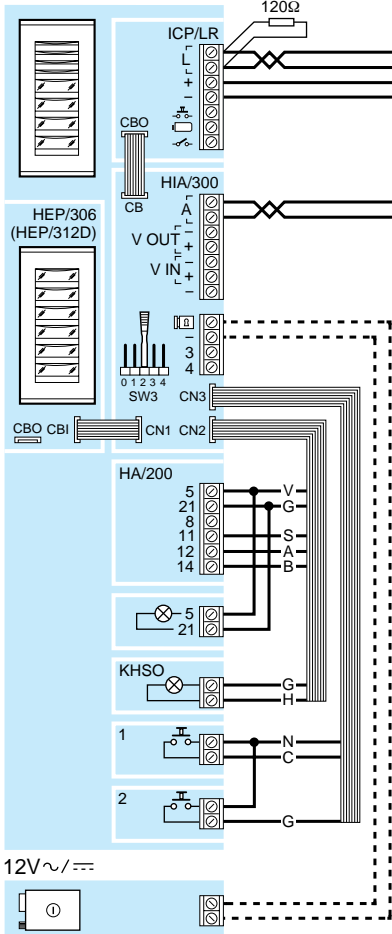 120Ω
ICP/LR
L
+
−
CBO
CB
HIA/300
A
HEP/306
(HEP/312D)
−
V OUT
+
−
V IN
+
−
−
3
4
0 1 2 3 4
SW3
CN3
CBO CBI
CN1 CN2
HA/200
5 V
21 G
8
11 S
12 A
14 B
5
21
KHSO
G
H
1
N
C
2
G
12V～/⎓